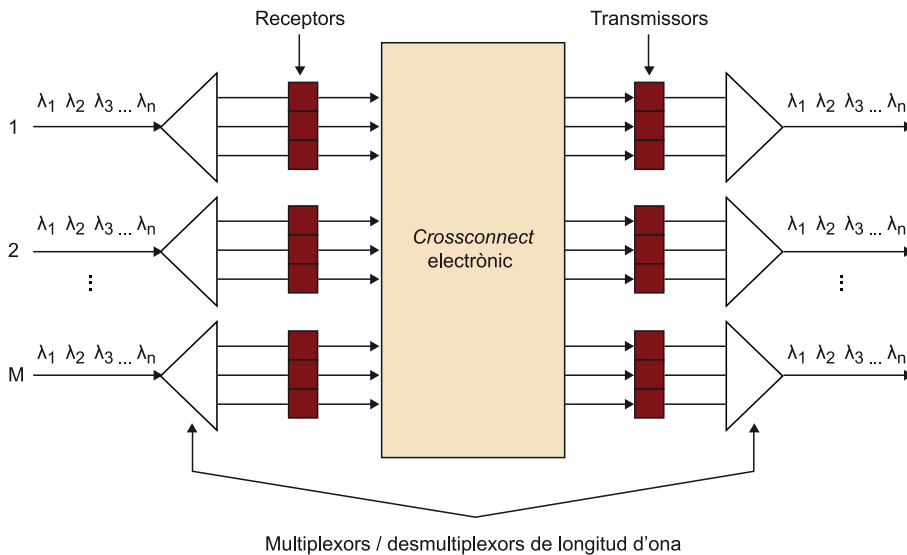 Receptors
Transmissors
λ1 λ2 λ3 ... λn
λ1 λ2 λ3 ... λn
1
λ1 λ2 λ3 ... λn
λ1 λ2 λ3 ... λn
2
Crossconnect
electrònic
...
...
λ1 λ2 λ3 ... λn
λ1 λ2 λ3 ... λn
M
Multiplexors / desmultiplexors de longitud d'ona